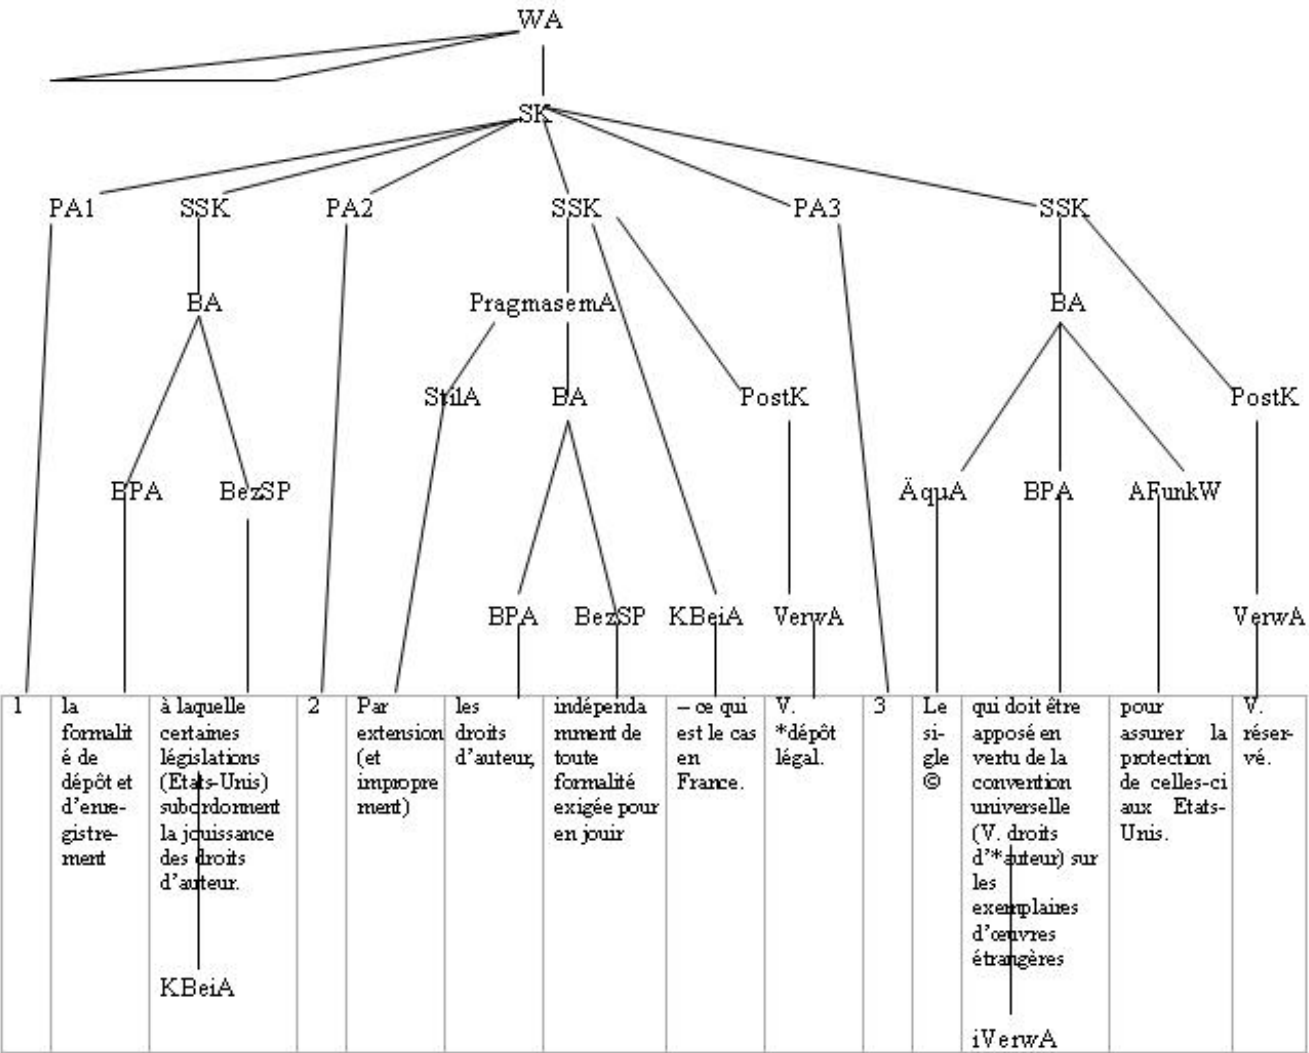 WA
SK
PA1 SSK PA2 SSK PA3 SSK
BA PragmasemA BA
StilA BA PostK PostK
BPA BezSP ÄquA BPA AFunkW
BPA BezSP KBeiA VerwA VerwA
1
la
formalit
é de
dépôt et
d’enre-
gistre-
ment
à laquelle
certaines
législations
(Etats-Unis)
subordonnent
la jouissance
des droits
d’auteur.
KBeiA
2
Par
extension
(et
impropre
ment)
les
droits
d’auteur,
indépenda
mment de
toute
formalité
exigée pour
en jouir
– ce qui
est le cas
en
France.
V.
*dépôt
légal.
3
Le
si-
gle
©
qui doit être
apposé en
vertu de la
convention
universelle
(V. droits
d’*auteur) sur
les
exemplaires
d’œuvres
étrangères
iVerwA
pour
assurer la
protection
de celles-ci
aux Etats-
Unis.
V.
réser-
vé.